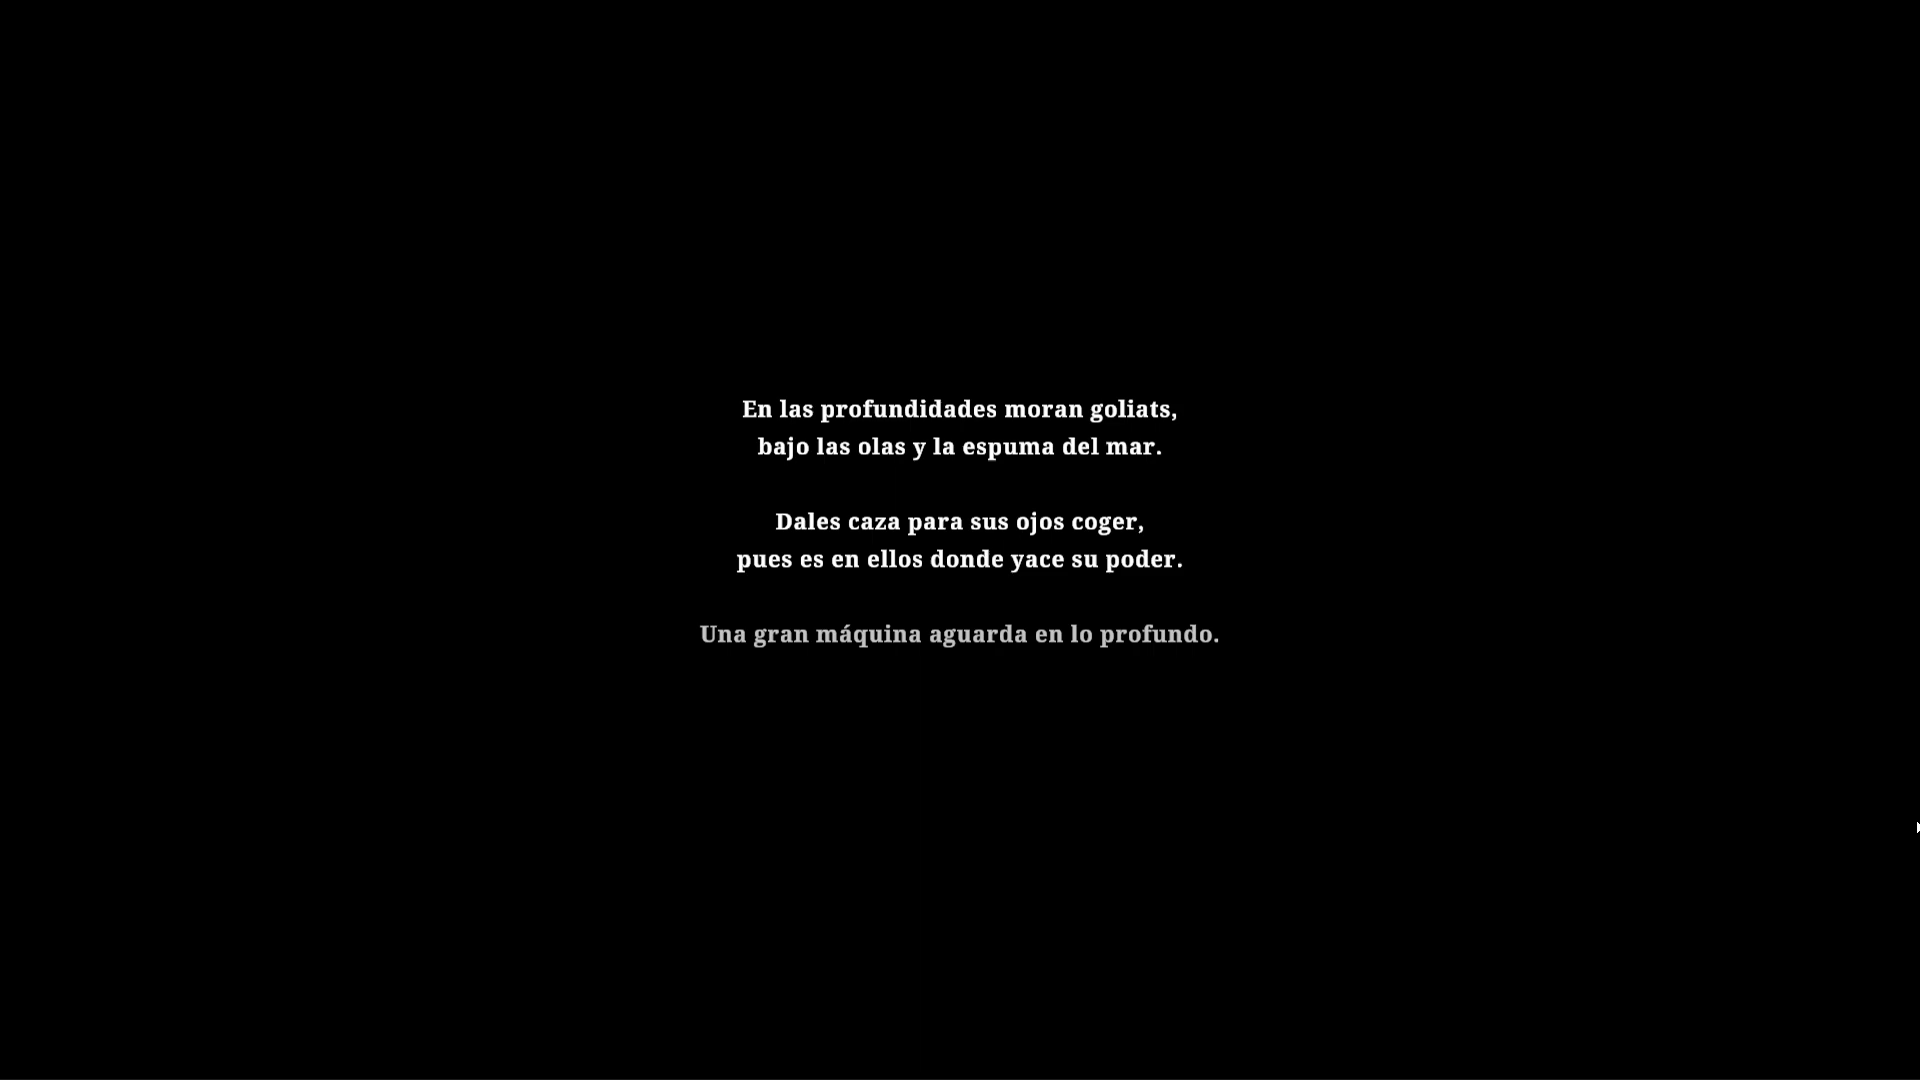 En las profundidades moran goliats,
bajo las olas y la espuma del mar.
Dales caza para sus ojos coger,
pues es en ellos donde yace su poder.
Una gran máquina aguarda en lo profundo.